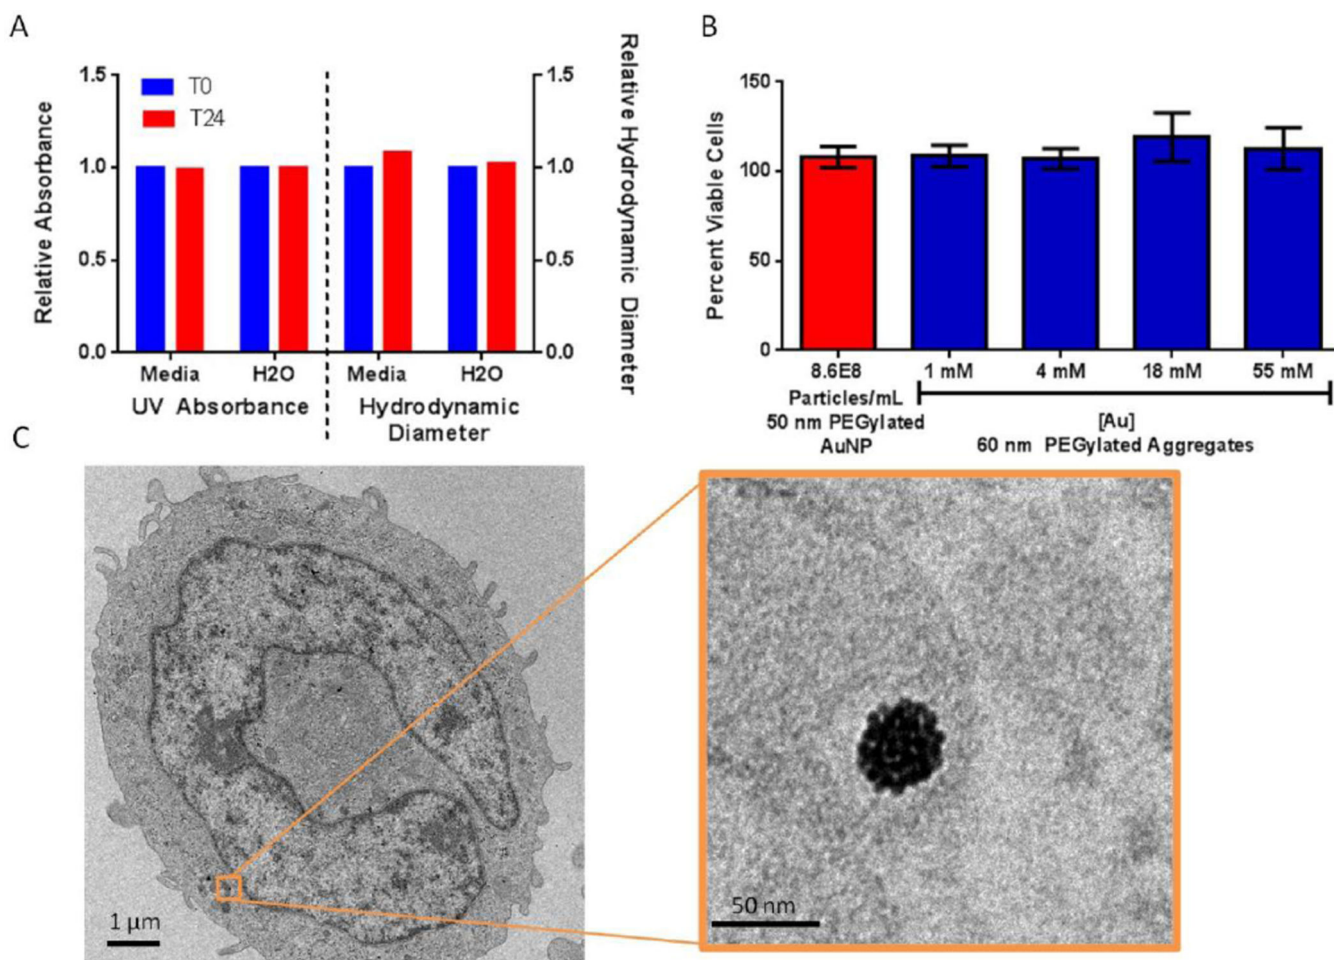 A
1.5
1.0
0.5
0.0
Relative Absorbance
T0
T24
Media
H2O
UV Absorbance
Media
H2O
Hydrodynamic
Diameter
1.5
1.0
0.5
0.0
Relative Hydrodynamic Diameter
B
150
100
50
0
Percent Viable Cells
8.6E8
Particles/mL
50 nm PEGylated
AuNP
1 mM
4 mM
18 mM
55 mM
[Au]
60 nm PEGylated Aggregates
C
1 µm
50 nm